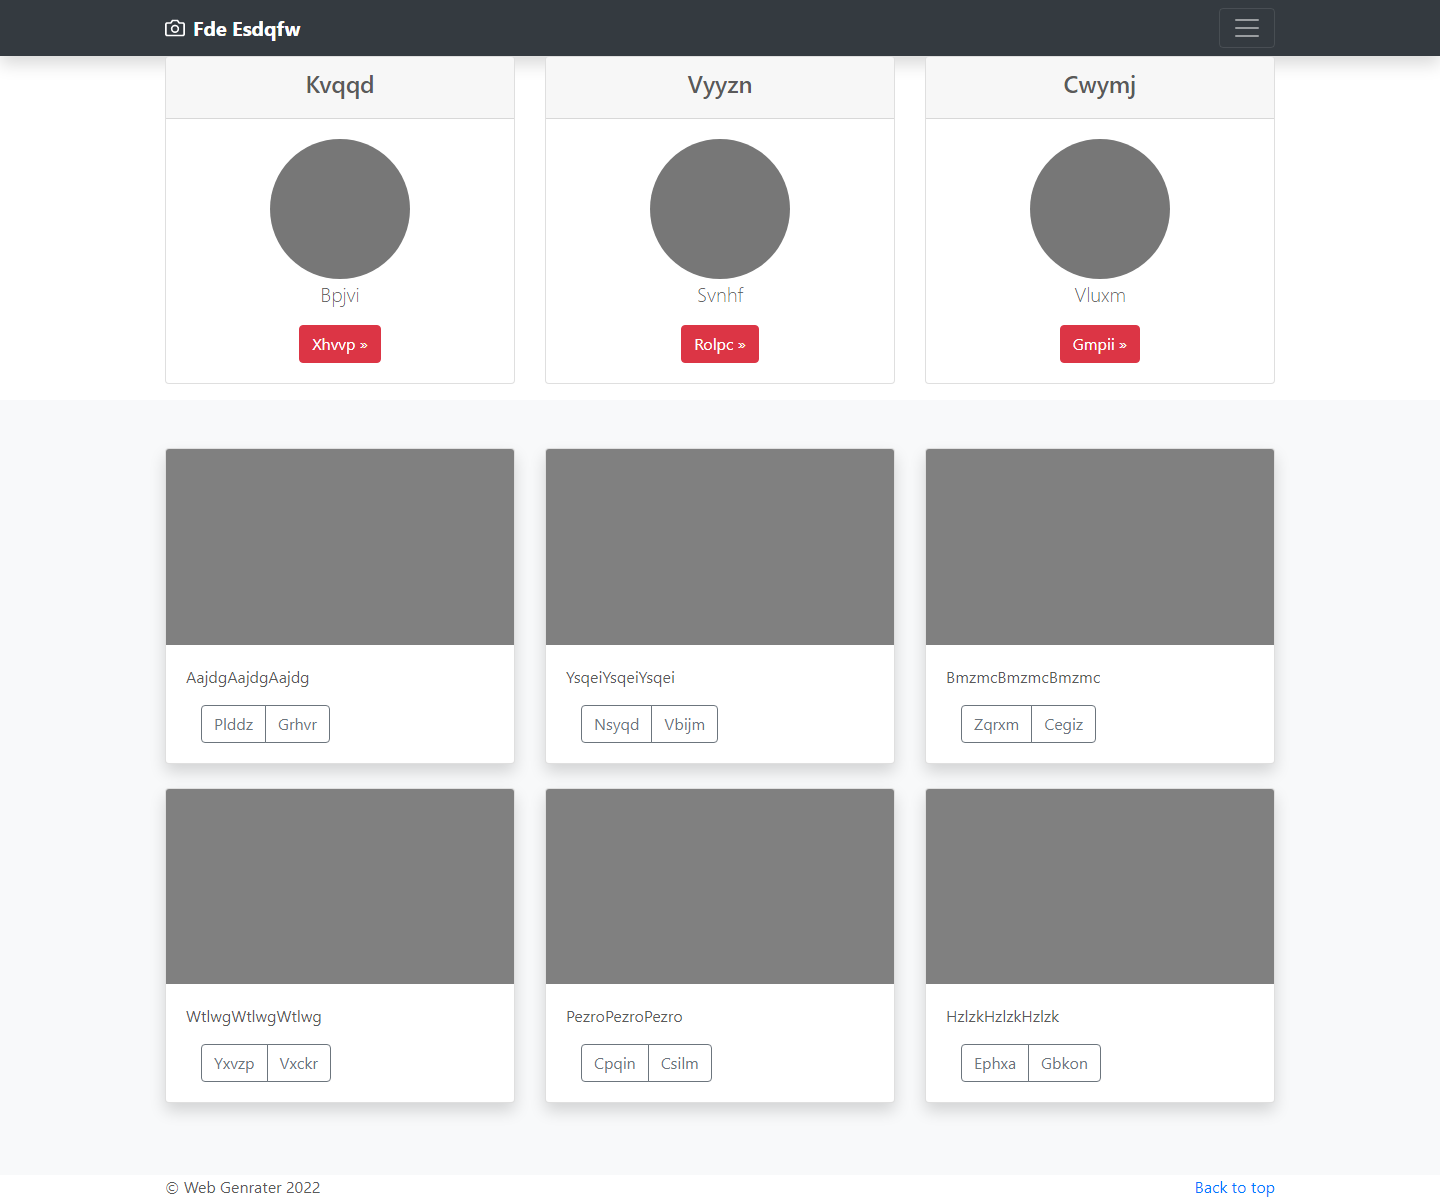 Fde Esdqfw
Kvqqd
Vyyzn
Cwymj
Bpjvi
Svnhf
Vluxm
Xhvvp »
Rolpc »
Gmpii »
AajdgAajdgAajdg
YsqeiYsqeiYsqei
BmzmcBmzmcBmzmc
Plddz Grhvr
Nsyqd Vbijm
Zqrxm Cegiz
WtlwgWtlwgWtlwg
PezroPezroPezro
HzlzkHzlzkHzlzk
Yxvzp Vxckr
Cpqin Csilm
Ephxa Gbkon
© Web Genrater 2022
Back to top